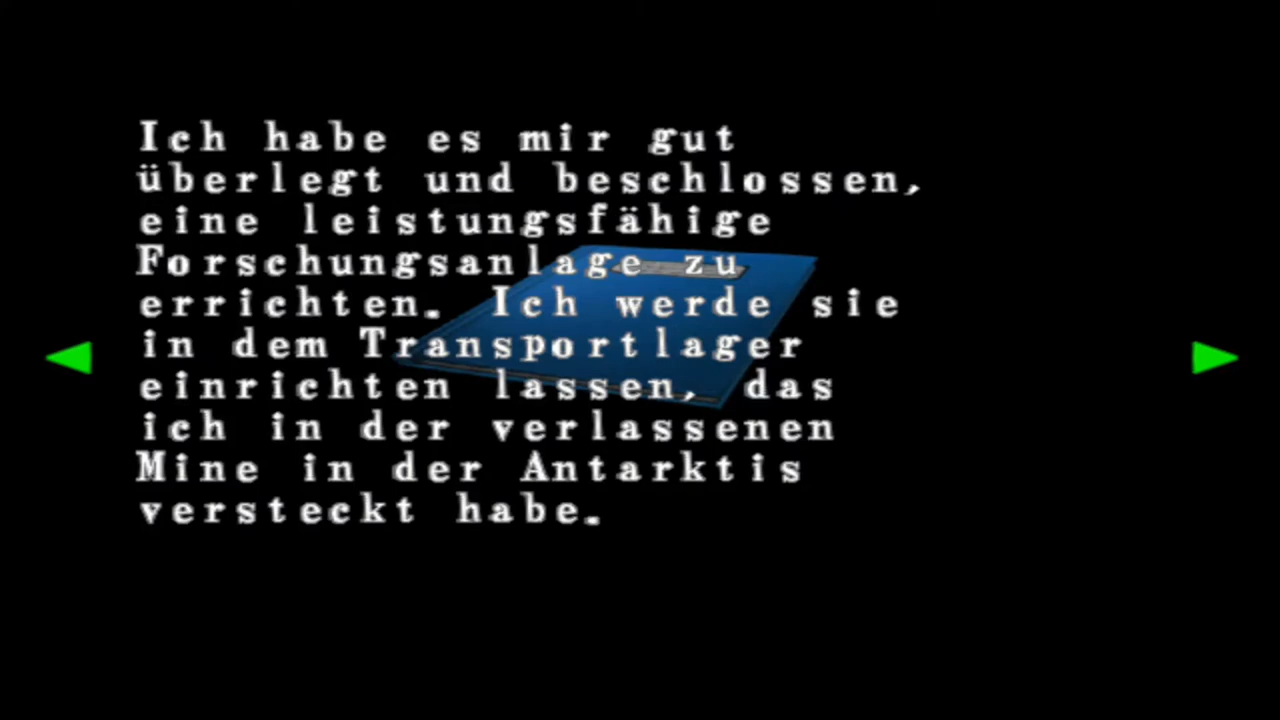 Ich habe es mir gut
überlegt und beschlossen,
eine leistungsfähige
Forschungsanlage zu
errichten. Ich werde sie
in dem Transportlager
einrichten lassen, das
ich in der verlassenen
Mine in der Antarktis
versteckt habe.